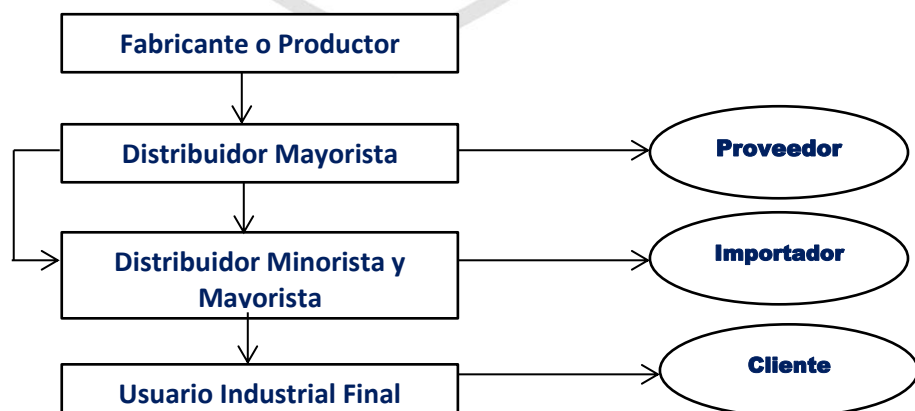 Fabricante o Productor
Distribuidor Mayorista
Proveedor
Distribuidor Minorista y
Mayorista
Importador
Usuario Industrial Final
Cliente